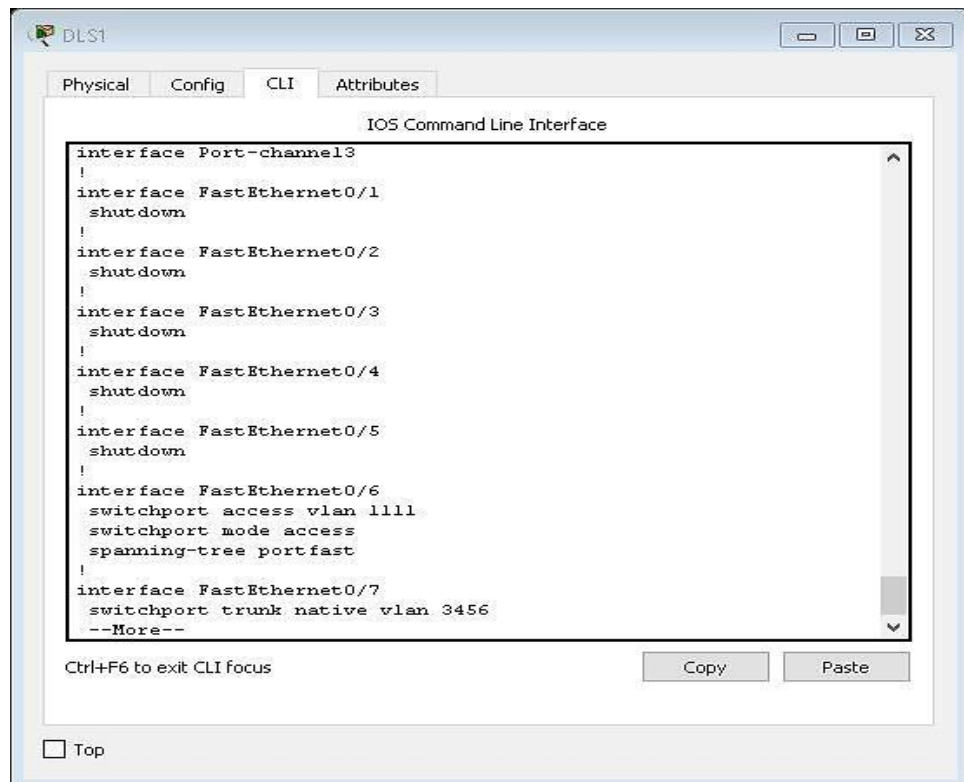 DLS1
Physical Config CLI Attributes
IOS Command Line Interface
interface Port-channel3
!
interface FastEthernet0/1
shutdown
!
interface FastEthernet0/2
shutdown
!
interface FastEthernet0/3
shutdown
!
interface FastEthernet0/4
shutdown
!
interface FastEthernet0/5
shutdown
!
interface FastEthernet0/6
switchport access vlan 1111
switchport mode access
spanning-tree portfast
!
interface FastEthernet0/7
switchport trunk native vlan 3456
--More--
Ctrl+F6 to exit CLI focus
Copy Paste
Top